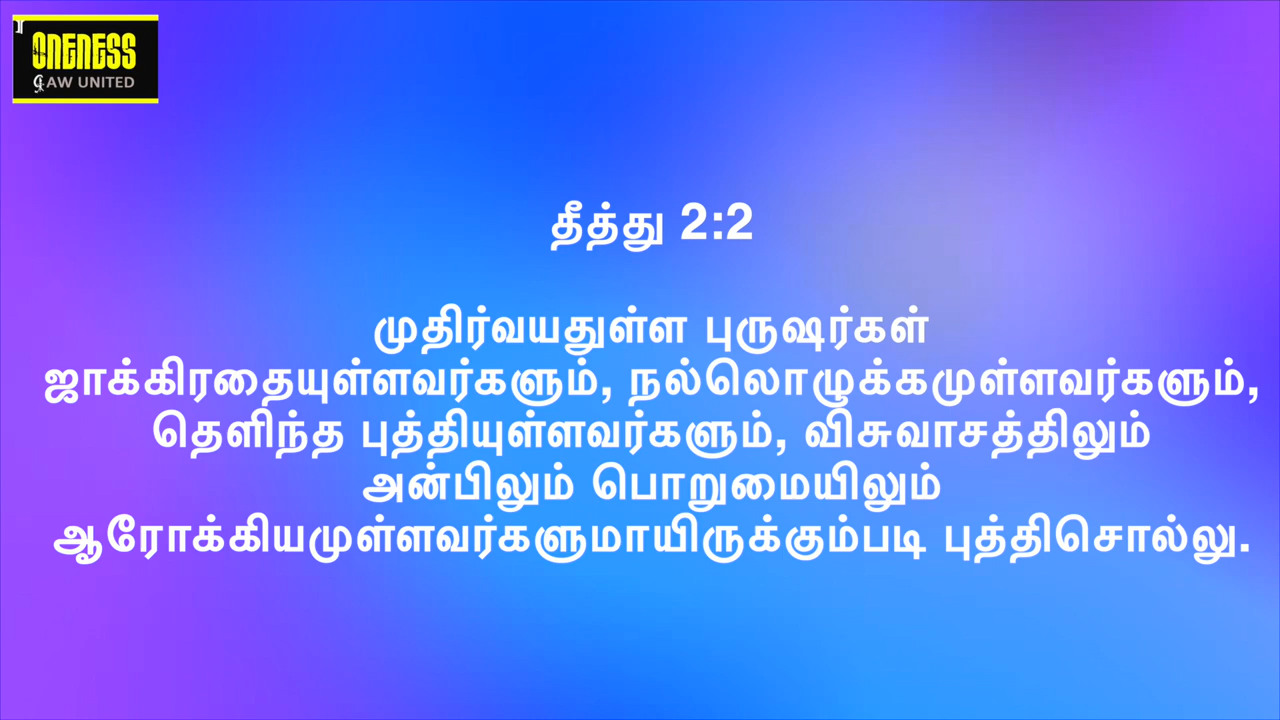 ONENESS
LAW UNITED
தீத்து 2:2
முதிர்வயதுள்ள புருஷர்கள்
ஜாக்கிரதையுள்ளவர்களும், நல்லொழுக்கமுள்ளவர்களும்,
தெளிந்த புத்தியுள்ளவர்களும், விசுவாசத்திலும்
அன்பிலும் பொறுமையிலும்
ஆரோக்கியமுள்ளவர்களுமாயிருக்கும்படி புத்திசொல்லு.